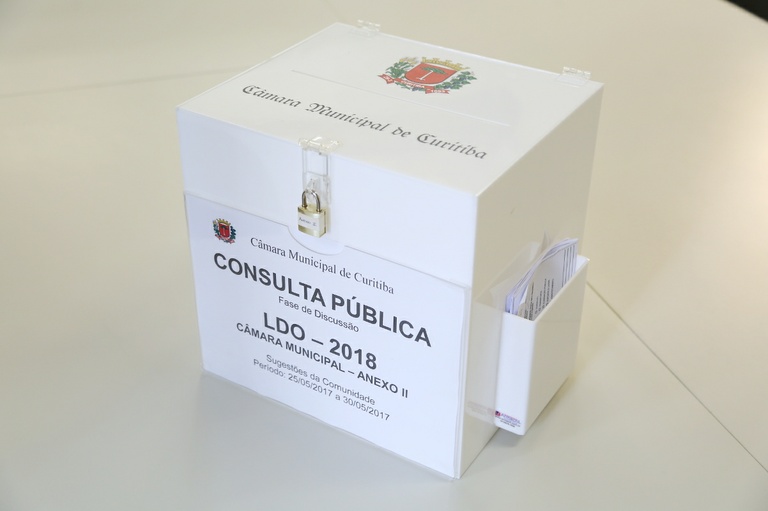 Câmara Municipal de Curitiba
Câmara Municipal de Curitiba
CONSULTA PÚBLICA
Fase de Discussão
LDO – 2018
CÂMARA MUNICIPAL – ANEXO II
Sugestões da Comunidade
Período: 25/05/2017 a 30/05/2017